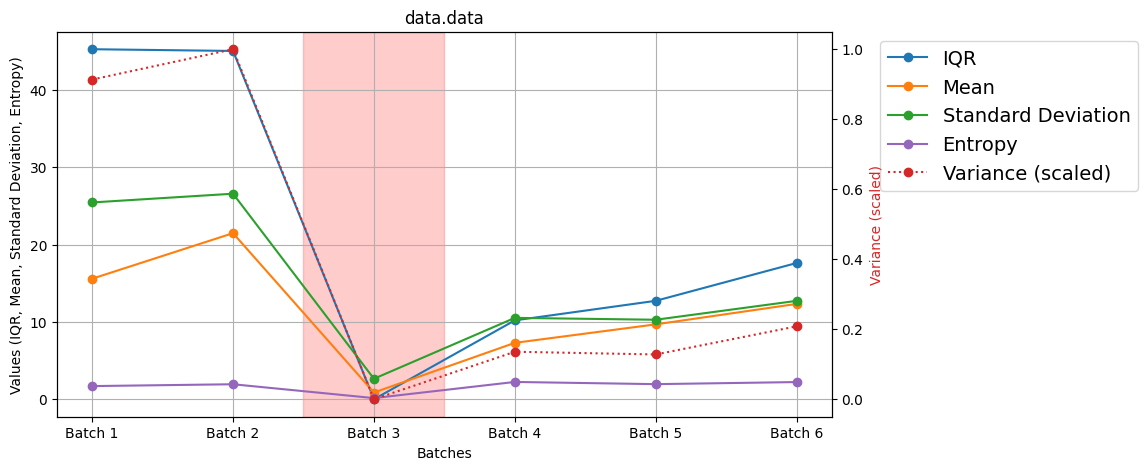 data.data
Values (IQR, Mean, Standard Deviation, Entropy)
40
30
20
10
0
Batch 1
Batch 2
Batch 3
Batch 4
Batch 5
Batch 6
Batches
1.0
0.8
0.6
0.4
0.2
0.0
Variance (scaled)
IQR
Mean
Standard Deviation
Entropy
Variance (scaled)